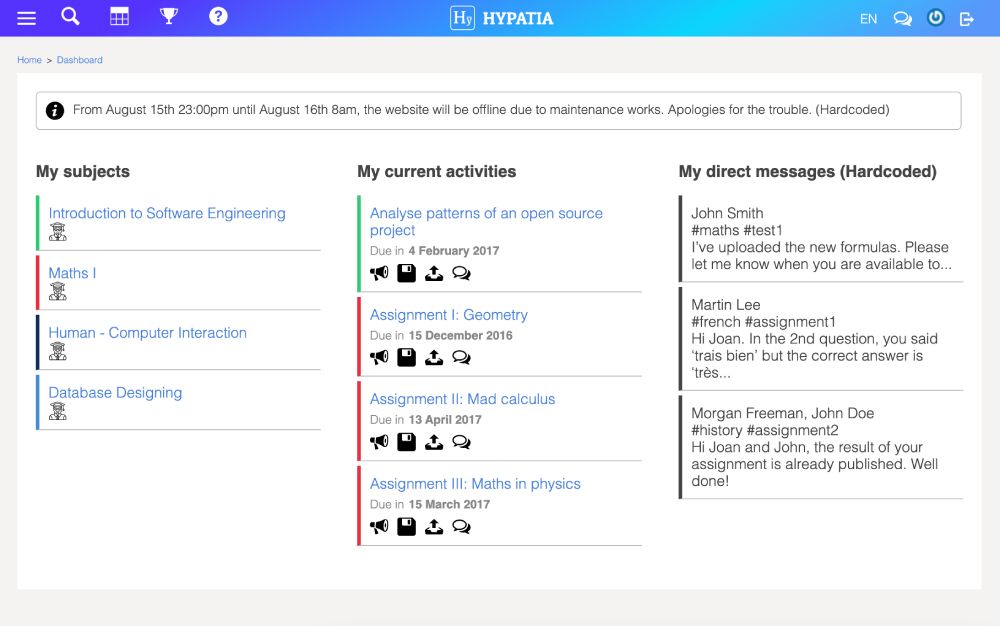 Hy HYPATIA
EN
Home > Dashboard
From August 15th 23:00pm until August 16th 8am, the website will be offline due to maintenance works. Apologies for the trouble. (Hardcoded)
My subjects
Introduction to Software Engineering
Maths I
Human - Computer Interaction
Database Designing
My current activities
Analyse patterns of an open source
project
Due in 4 February 2017
Assignment I: Geometry
Due in 15 December 2016
Assignment II: Mad calculus
Due in 13 April 2017
Assignment III: Maths in physics
Due in 15 March 2017
My direct messages (Hardcoded)
John Smith
#maths #test1
I’ve uploaded the new formulas. Please
let me know when you are available to...
Martin Lee
#french #assignment1
Hi Joan. In the 2nd question, you said
‘trais bien’ but the correct answer is
‘très...
Morgan Freeman, John Doe
#history #assignment2
Hi Joan and John, the result of your
assignment is already published. Well
done!